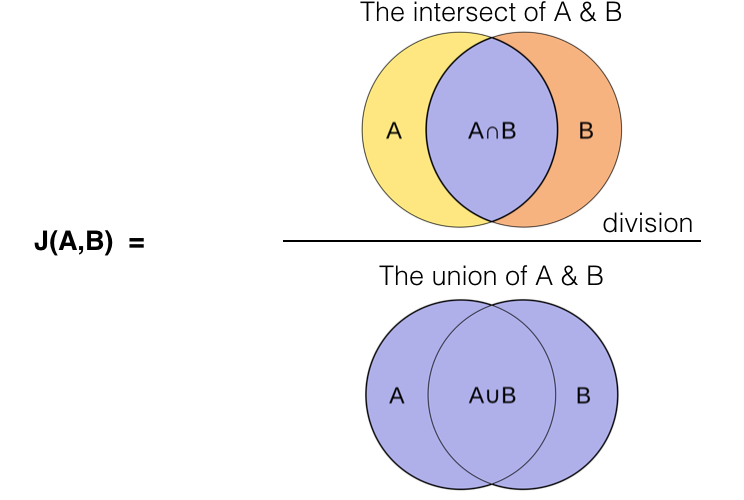 The intersect of A & B
A A∩B B
division
J(A,B) =
The union of A & B
A A∪B B